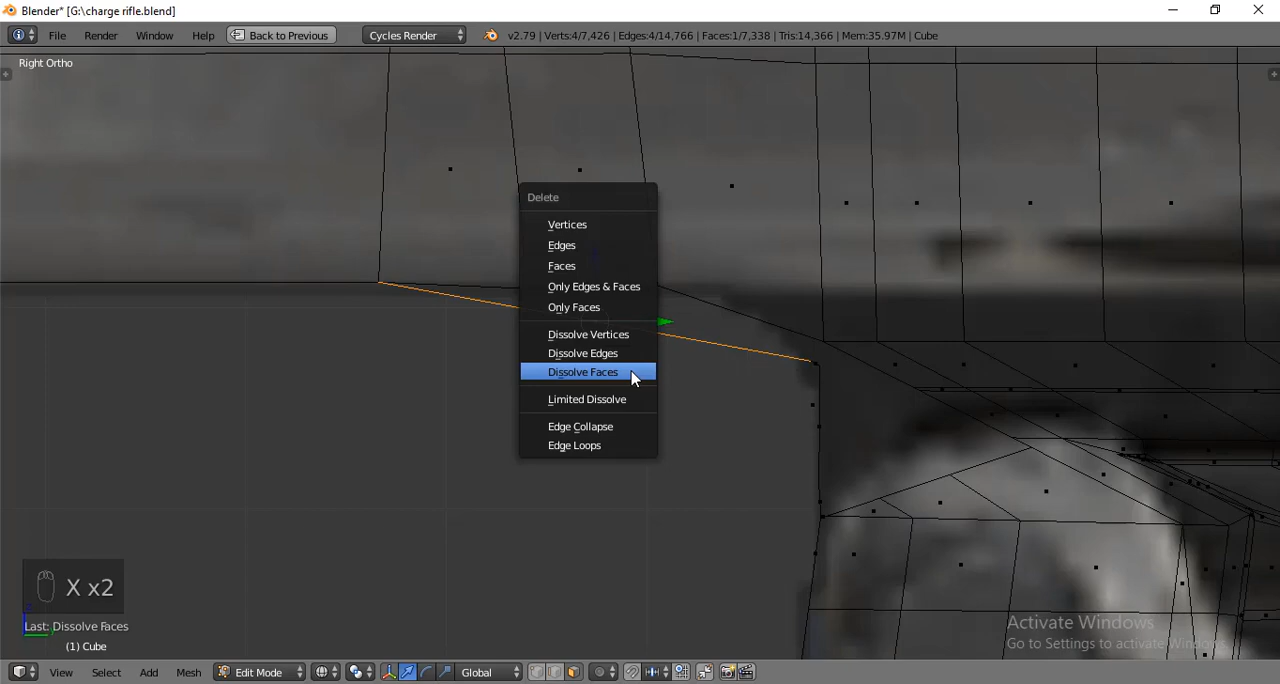 Blender* [G:\charge rifle.blend]
File Render Window Help Back to Previous Cycles Render v2.79 | Verts:4/7,426 | Edges:4/14,766 | Faces:1/7,338 | Tris:14,366 | Mem:35.97M | Cube
Right Ortho
Delete
Vertices
Edges
Faces
Only Edges & Faces
Only Faces
Dissolve Vertices
Dissolve Edges
Dissolve Faces
Limited Dissolve
Edge Collapse
Edge Loops
X x2
Last: Dissolve Faces
(1) Cube
Activate Windows
Go to Settings to activate Windows.
View Select Add Mesh Edit Mode Global